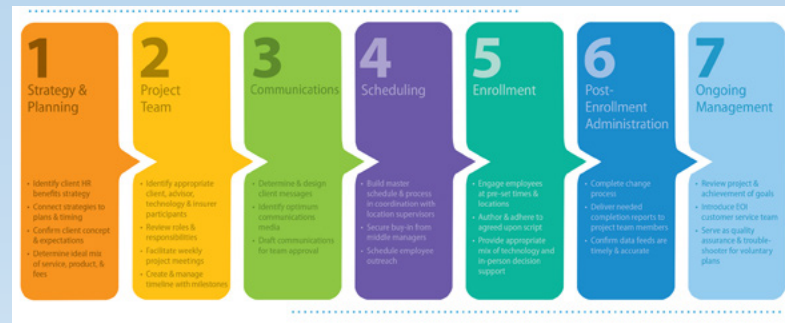 1
Strategy &
Planning
• Identify client HR
benefits strategy
• Connect strategies to
plans & timing
• Confirm client concept
& expectations
• Determine ideal mix
of service, product, &
fees
2
Project
Team
• Identify appropriate
client, advisor,
technology & insurer
participants
• Review roles &
responsibilities
• Facilitate weekly
project meetings
• Create & manage
timeline with milestones
3
Communications
• Determine & design
client messages
• Identify optimum
communications
media
• Draft communications
for team approval
4
Scheduling
• Build master
schedule & process
in coordination with
location supervisors
• Secure buy-in from
middle managers
• Schedule employee
outreach
5
Enrollment
• Engage employees
at pre-set times &
locations
• Author & adhere to
agreed upon script
• Provide appropriate
mix of technology and
in-person decision
support
6
Post-
Enrollment
Administration
• Complete change
process
• Deliver needed
completion reports to
project team members
• Confirm data feeds are
timely & accurate
7
Ongoing
Management
• Review project &
achievement of goals
• Introduce EOI
customer service team
• Serve as quality
assurance & trouble-
shooter for voluntary
plans